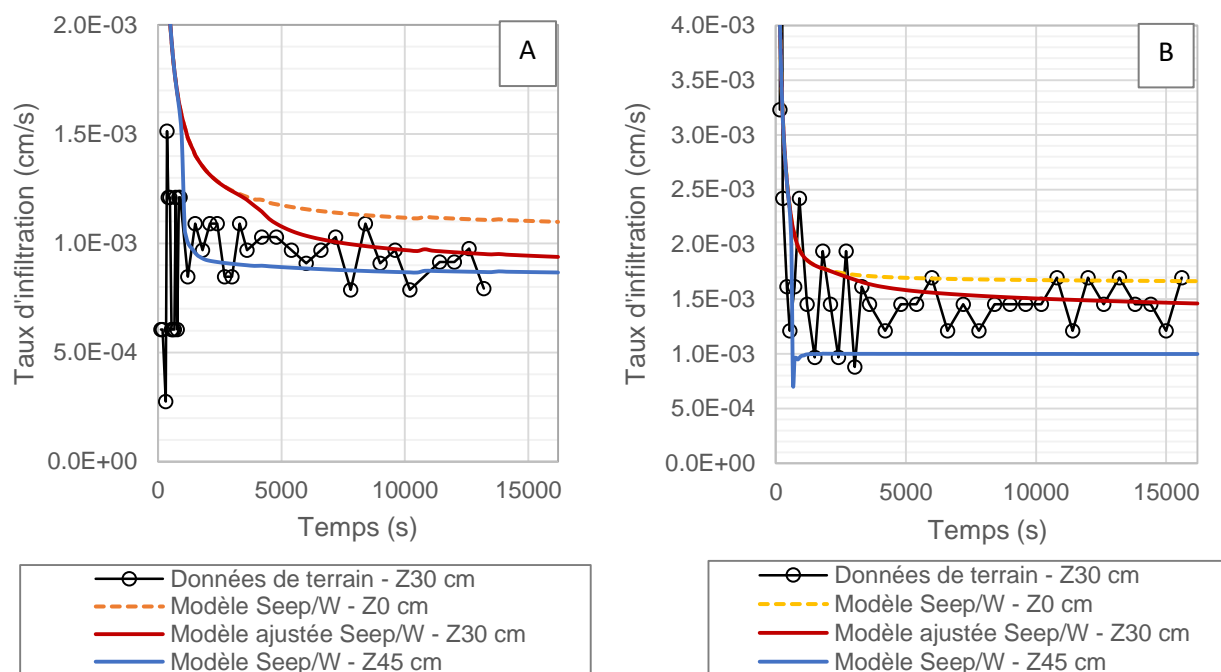 A
Taux d'infiltration (cm/s)
2.0E-03
1.5E-03
1.0E-03
5.0E-04
0.0E+00
0
5000
10000
15000
Temps (s)
Données de terrain - Z30 cm
Modèle Seep/W - Z0 cm
Modèle ajustée Seep/W - Z30 cm
Modèle Seep/W - Z45 cm
B
Taux d'infiltration (cm/s)
4.0E-03
3.5E-03
3.0E-03
2.5E-03
2.0E-03
1.5E-03
1.0E-03
5.0E-04
0.0E+00
0
5000
10000
15000
Temps (s)
Données de terrain - Z30 cm
Modèle Seep/W - Z0 cm
Modèle ajustée Seep/W - Z30 cm
Modèle Seep/W - Z45 cm